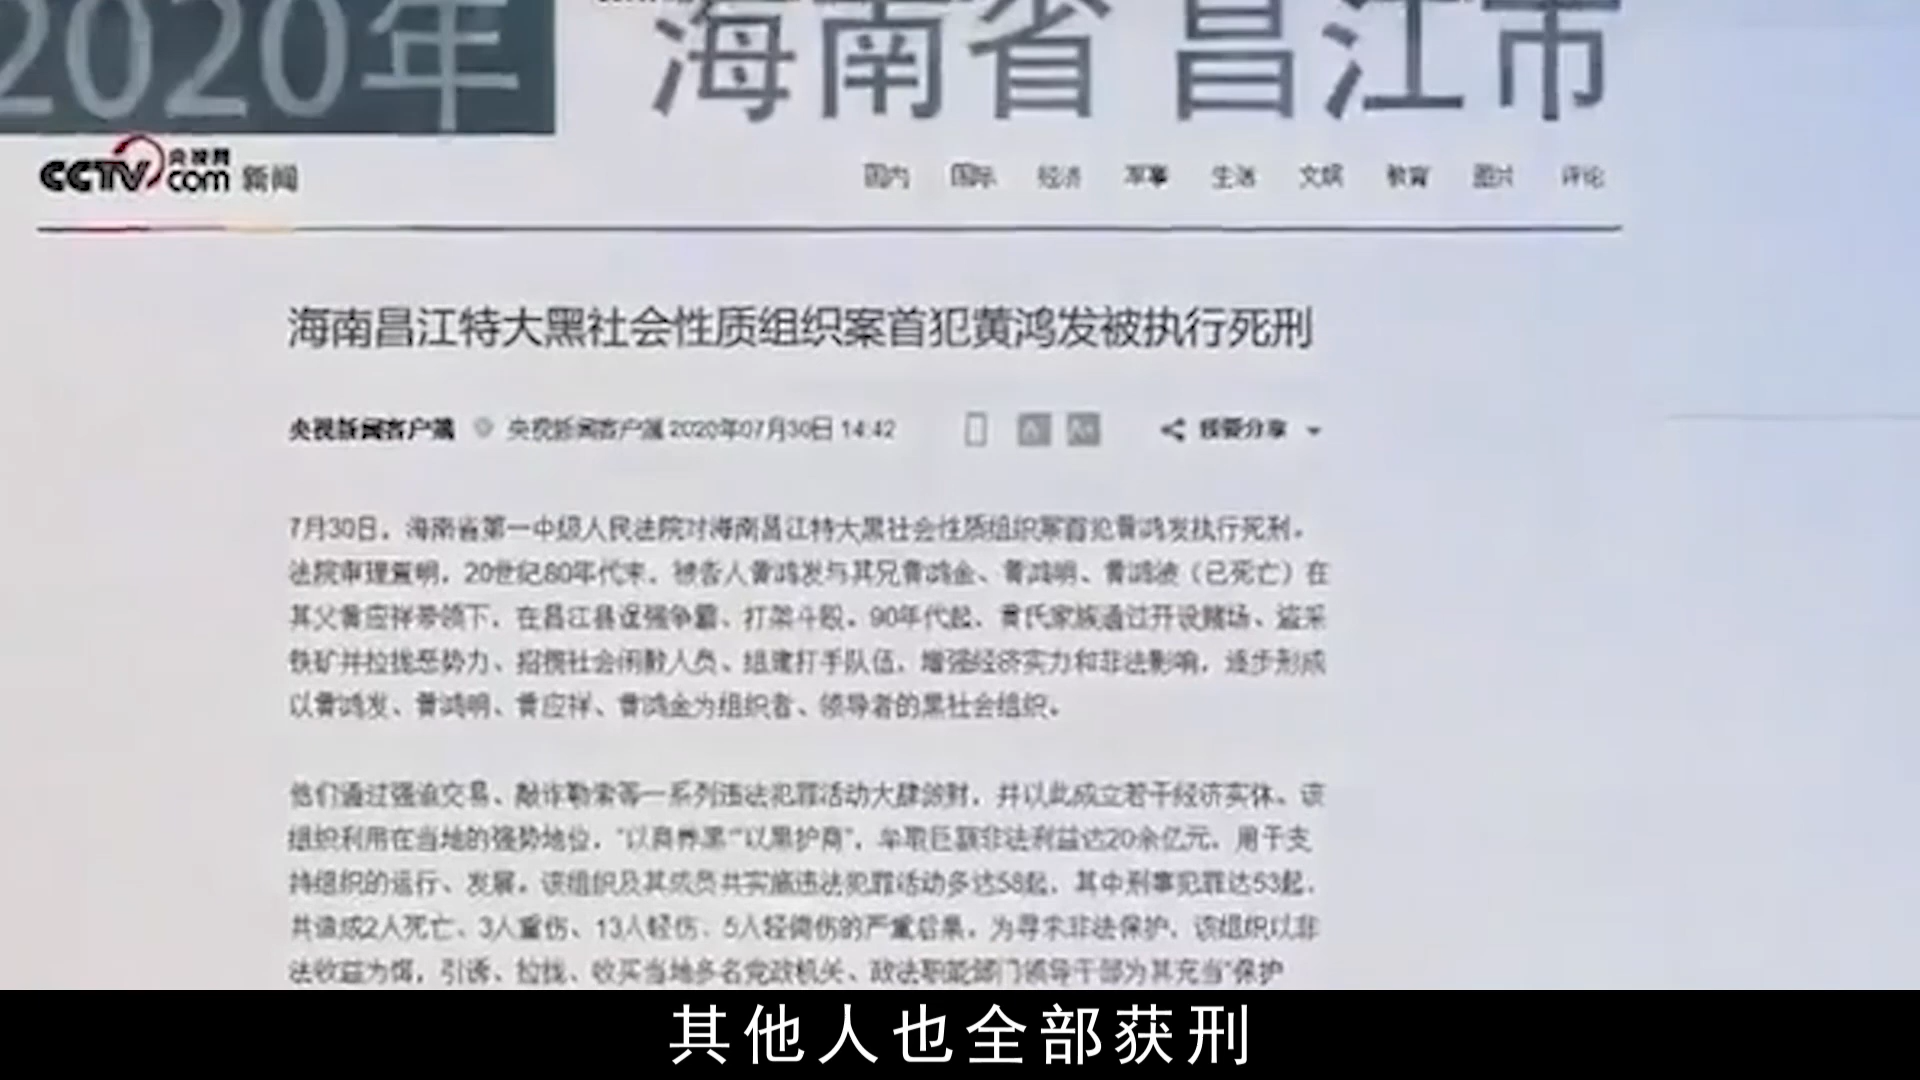 2020年 海南省 昌江市
CCTV com 央视网 新闻 国内 国际 经济 军事 生活 文娱 教育 图片 评论
海南昌江特大黑社会性质组织案首犯黄鸿发被执行死刑
央视新闻客户端 央视新闻客户端 2020年07月30日 14:42 我要分享
7月30日，海南省第一中级人民法院对海南昌江特大黑社会性质组织案首犯黄鸿发执行死刑。
法院审理查明，20世纪80年代末，被告人黄鸿发与其兄黄鸿金、黄鸿明、黄鸿波（已死亡）在
其父黄应祥带领下，在昌江县逞强争霸、打架斗殴。90年代起，黄氏家族通过开设赌场、盗采
铁矿并拉拢恶势力、招揽社会闲散人员、组建打手队伍，增强经济实力和非法影响，逐步形成
以黄鸿发、黄鸿明、黄应祥、黄鸿金为组织者、领导者的黑社会组织。
他们通过强迫交易、敲诈勒索等一系列违法犯罪活动大肆敛财，并以此成立若干经济实体。该
组织利用在当地的强势地位，“以商养黑”“以黑护商”，牟取巨额非法利益达20余亿元，用于支
持组织的运行、发展。该组织及其成员共实施违法犯罪活动多达58起，其中刑事犯罪达53起，
共造成2人死亡、3人重伤、13人轻伤、5人轻微伤的严重后果。为寻求非法保护，该组织以非
法收益为饵，引诱、拉拢、收买当地多名党政机关、政法职能部门领导干部为其充当“保护
其他人也全部获刑